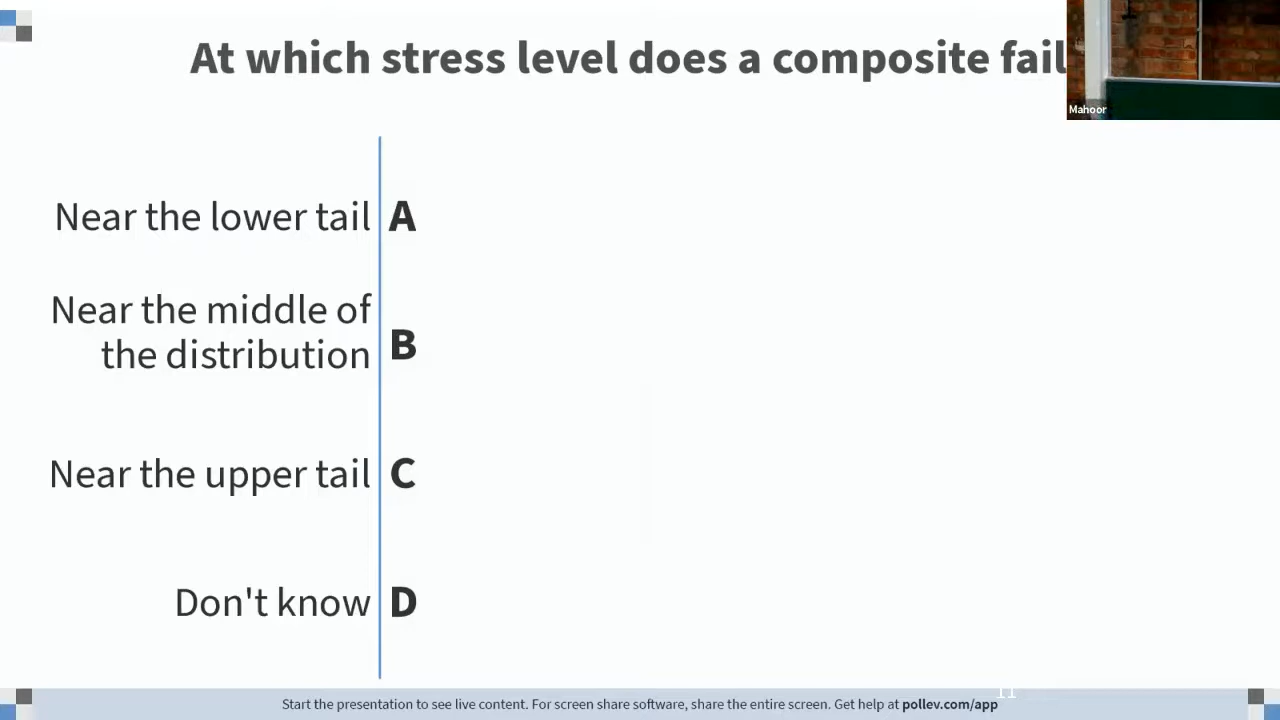 At which stress level does a composite fail
Mahoor
Near the lower tail A
Near the middle of
the distribution B
Near the upper tail C
Don't know D
11
Start the presentation to see live content. For screen share software, share the entire screen. Get help at pollev.com/app